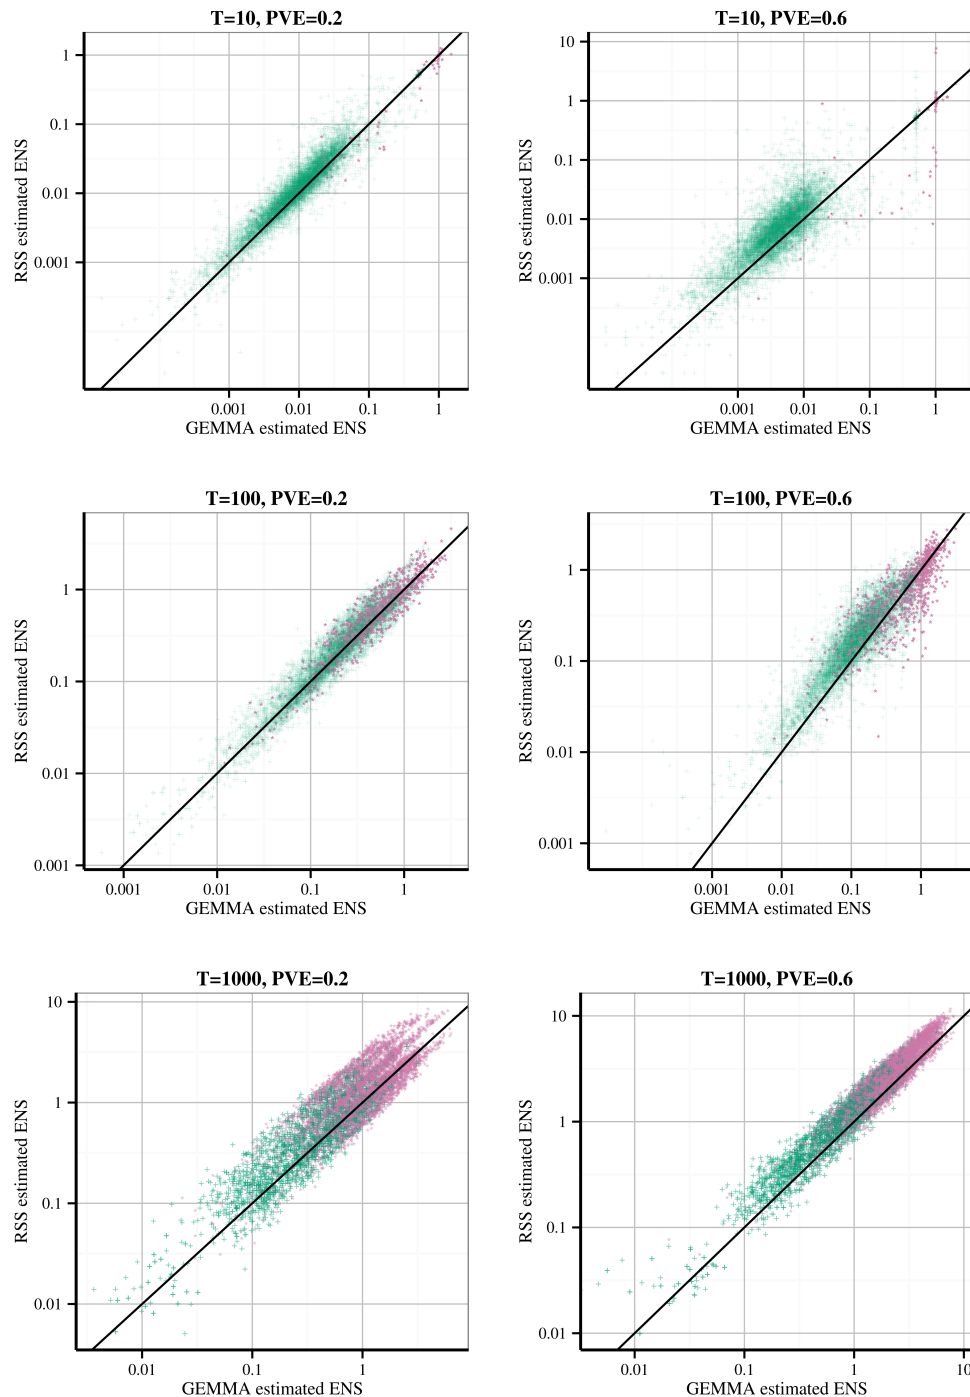 T=10, PVE=0.2
RSS estimated ENS
1
0.1
0.01
0.001
0.001 0.01 0.1 1
GEMMA estimated ENS
T=10, PVE=0.6
RSS estimated ENS
10
1
0.1
0.01
0.001
0.001 0.01 0.1 1
GEMMA estimated ENS
T=100, PVE=0.2
RSS estimated ENS
1
0.1
0.01
0.001
0.001 0.01 0.1 1
GEMMA estimated ENS
T=100, PVE=0.6
RSS estimated ENS
1
0.1
0.01
0.001
0.001 0.01 0.1 1
GEMMA estimated ENS
T=1000, PVE=0.2
RSS estimated ENS
10
1
0.1
0.01
0.01 0.1 1
GEMMA estimated ENS
T=1000, PVE=0.6
RSS estimated ENS
10
1
0.1
0.01
0.01 0.1 1 10
GEMMA estimated ENS